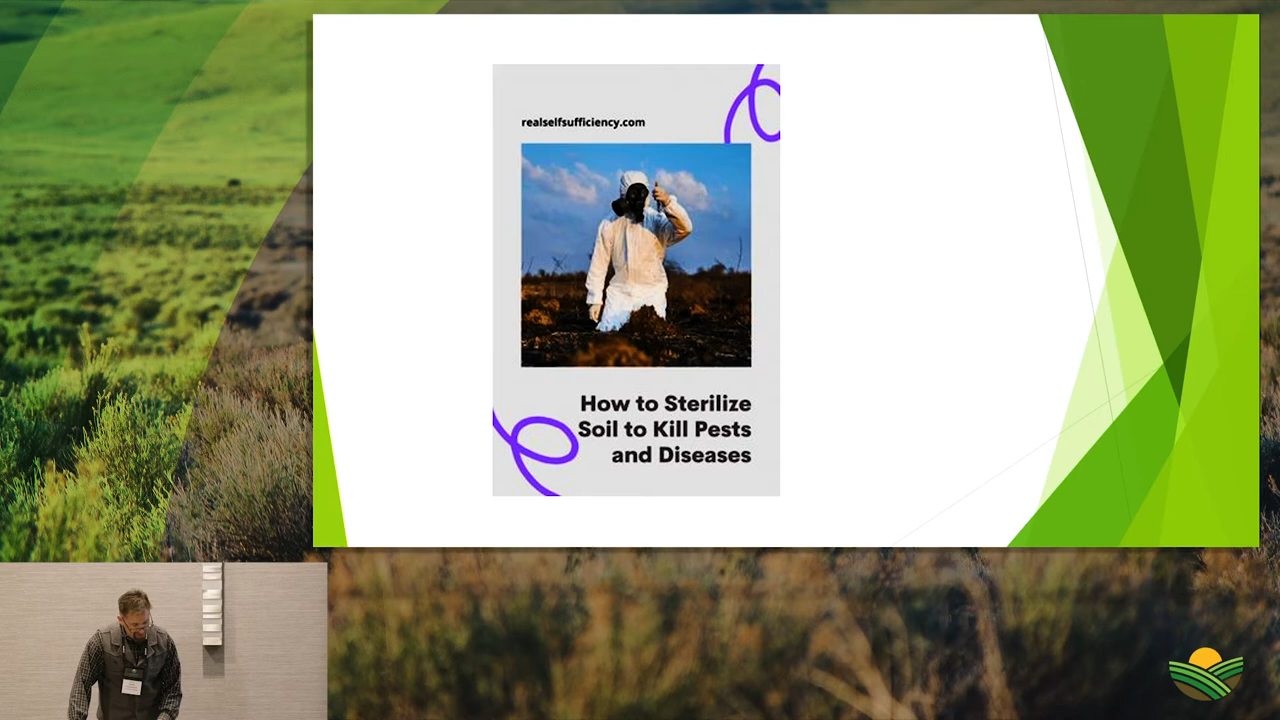 realselfsufficiency.com
How to Sterilize
Soil to Kill Pests
and Diseases